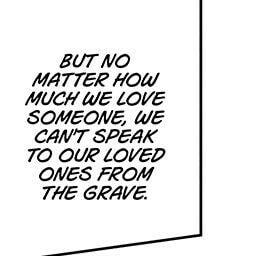 BUT NO
MATTER HOW
MUCH WE LOVE
SOMEONE, WE
CAN'T SPEAK
TO OUR LOVED
ONES FROM
THE GRAVE.